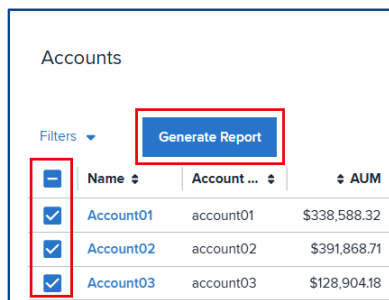 Accounts
Filters Generate Report
Name Account ... AUM
Account01 account01 $338,588.32
Account02 account02 $391,868.71
Account03 account03 $128,904.18